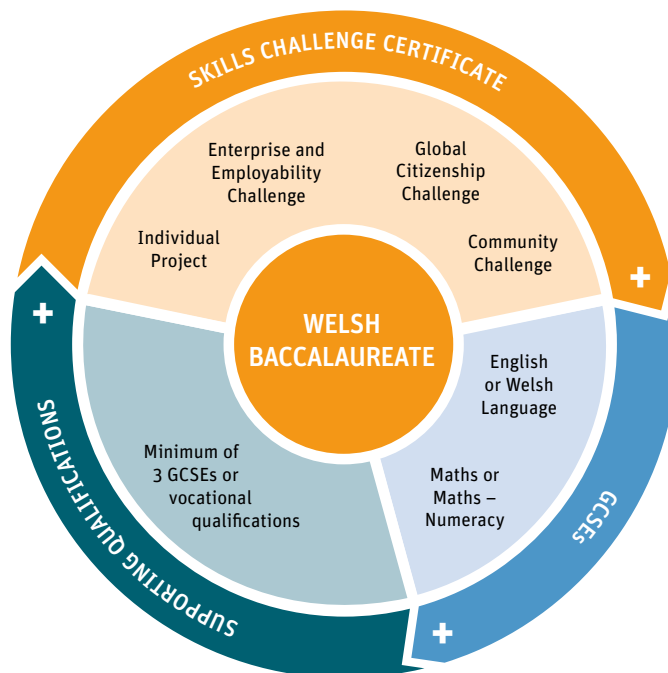 SKILLS CHALLENGE CERTIFICATE
Enterprise and
Employability
Challenge
Global
Citizenship
Challenge
Individual
Project
Community
Challenge
+
+
WELSH
BACCALAUREATE
English
or Welsh
Language
Maths or
Maths –
Numeracy
GCSEs
+
Minimum of
3 GCSEs or
vocational
qualifications
SUPPORTING QUALIFICATIONS